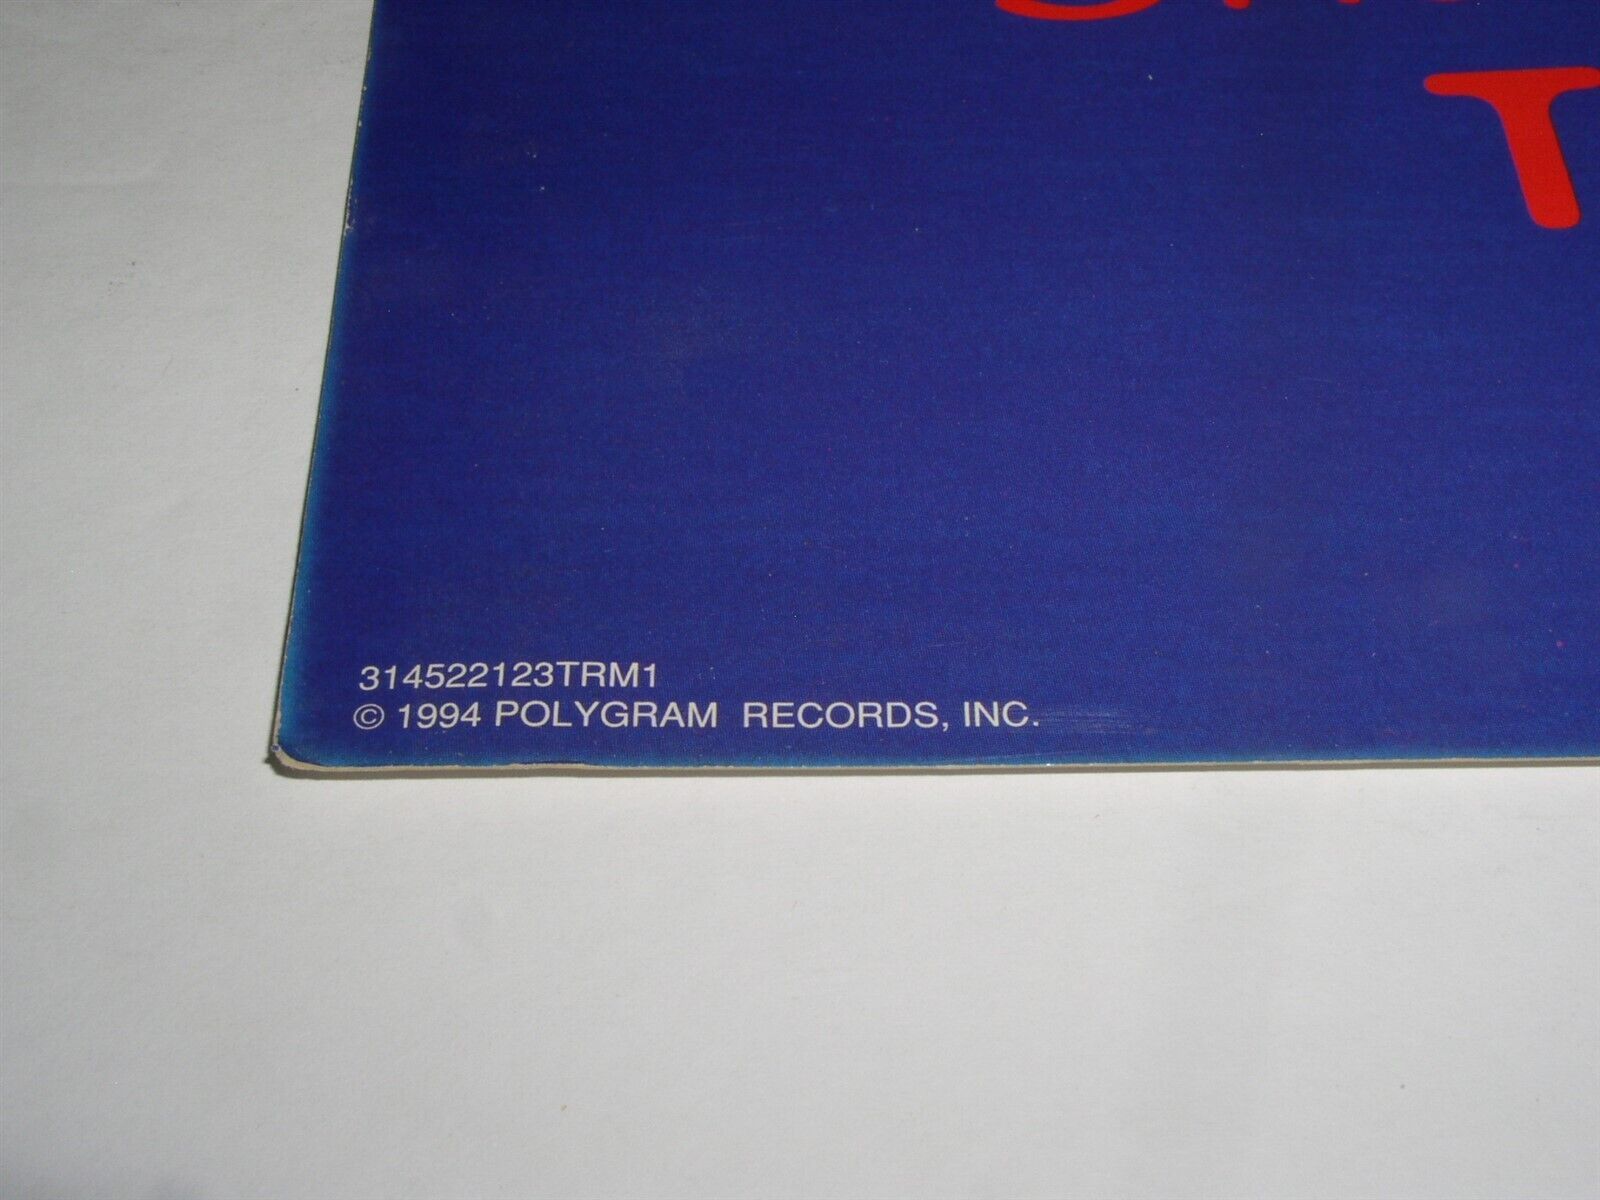 T
314522123TRM1
© 1994 POLYGRAM RECORDS, INC.